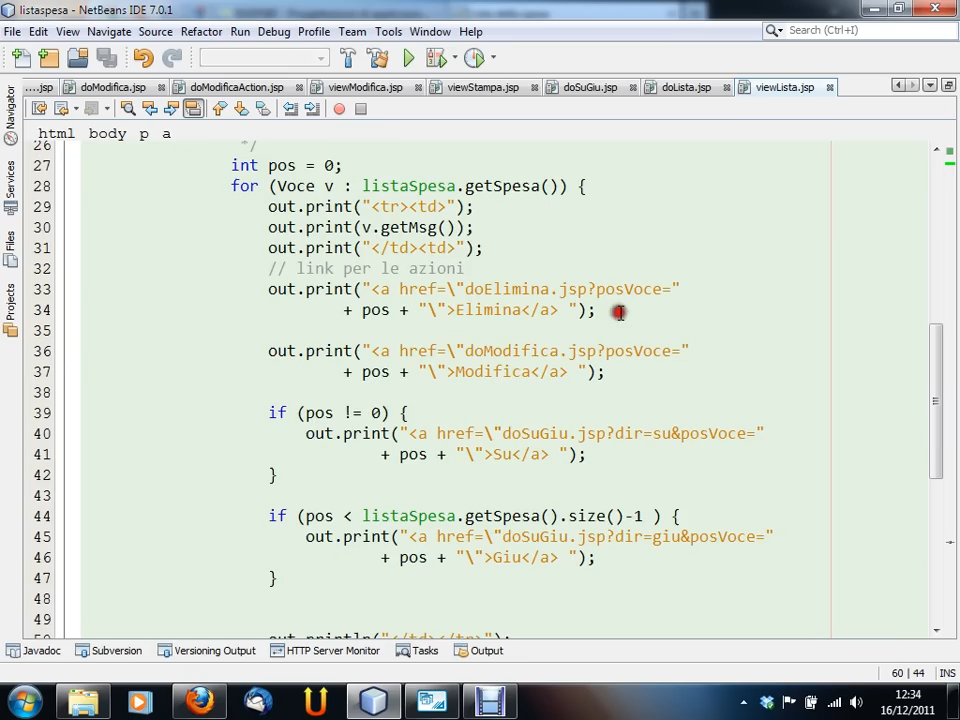 listaspesa - NetBeans IDE 7.0.1
File Edit View Navigate Source Refactor Run Debug Profile Team Tools Window Help
Search (Ctrl+I)
....jsp doModifica.jsp doModificaAction.jsp viewModifica.jsp viewStampa.jsp doSuGiu.jsp doLista.jsp viewLista.jsp
html body p a
Navigator
Services
Files
Projects
26 */
27 int pos = 0;
28 for (Voce v : listaSpesa.getSpesa()) {
29 out.print("<tr><td>");
30 out.print(v.getMsg());
31 out.print("</td><td>");
32 // link per le azioni
33 out.print("<a href=\"doElimina.jsp?posVoce="
34 + pos + "\">Elimina</a> ");
35
36 out.print("<a href=\"doModifica.jsp?posVoce="
37 + pos + "\">Modifica</a> ");
38
39 if (pos != 0) {
40 out.print("<a href=\"doSuGiu.jsp?dir=su&posVoce="
41 + pos + "\">Su</a> ");
42 }
43
44 if (pos < listaSpesa.getSpesa().size()-1 ) {
45 out.print("<a href=\"doSuGiu.jsp?dir=giu&posVoce="
46 + pos + "\">Giu</a> ");
47 }
48
49
50 out.println("</td></tr>");
Javadoc Subversion Versioning Output HTTP Server Monitor Tasks Output
60 | 44 INS
12:34
16/12/2011